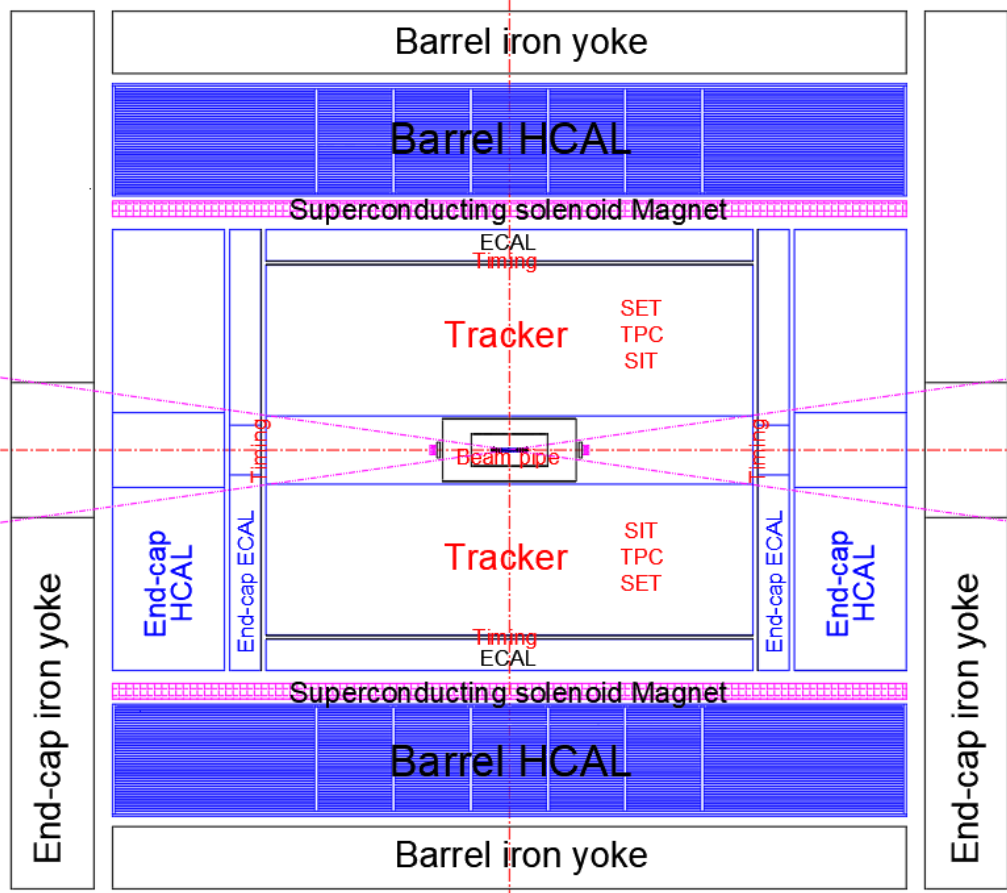 Barrel iron yoke
Barrel HCAL
Superconducting solenoid Magnet
ECAL
Timing
Tracker
SET
TPC
SIT
Timing
Beam pipe
Timing
Tracker
SIT
TPC
SET
End-cap iron yoke
End-cap
HCAL
End-cap ECAL
End-cap ECAL
End-cap
HCAL
End-cap iron yoke
Timing
ECAL
Superconducting solenoid Magnet
Barrel HCAL
Barrel iron yoke